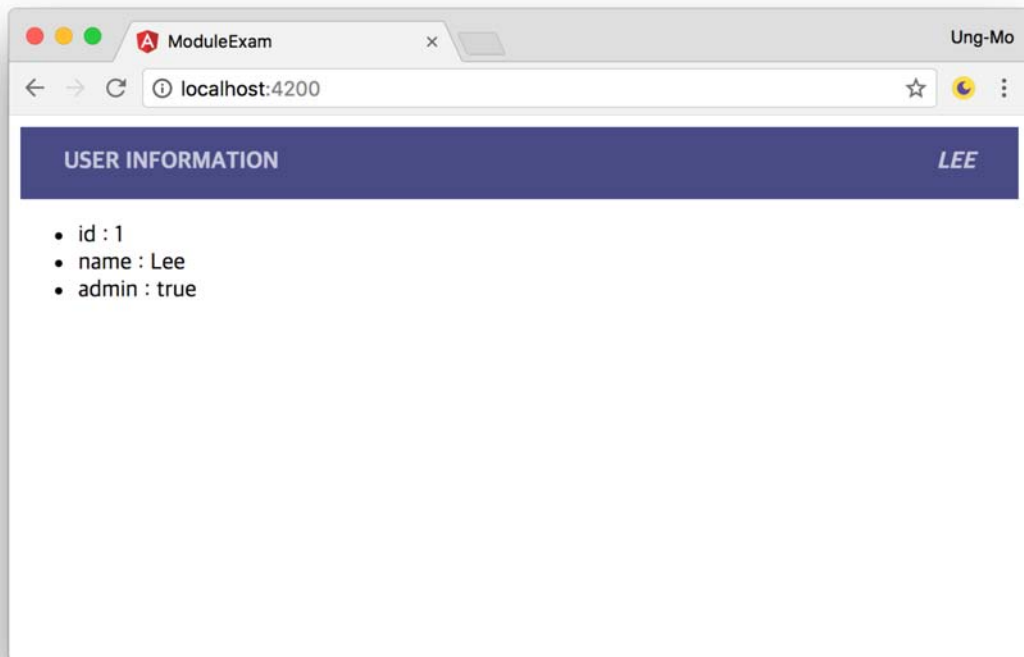 ModuleExam
Ung-Mo
localhost:4200
USER INFORMATION
LEE
id : 1
name : Lee
admin : true